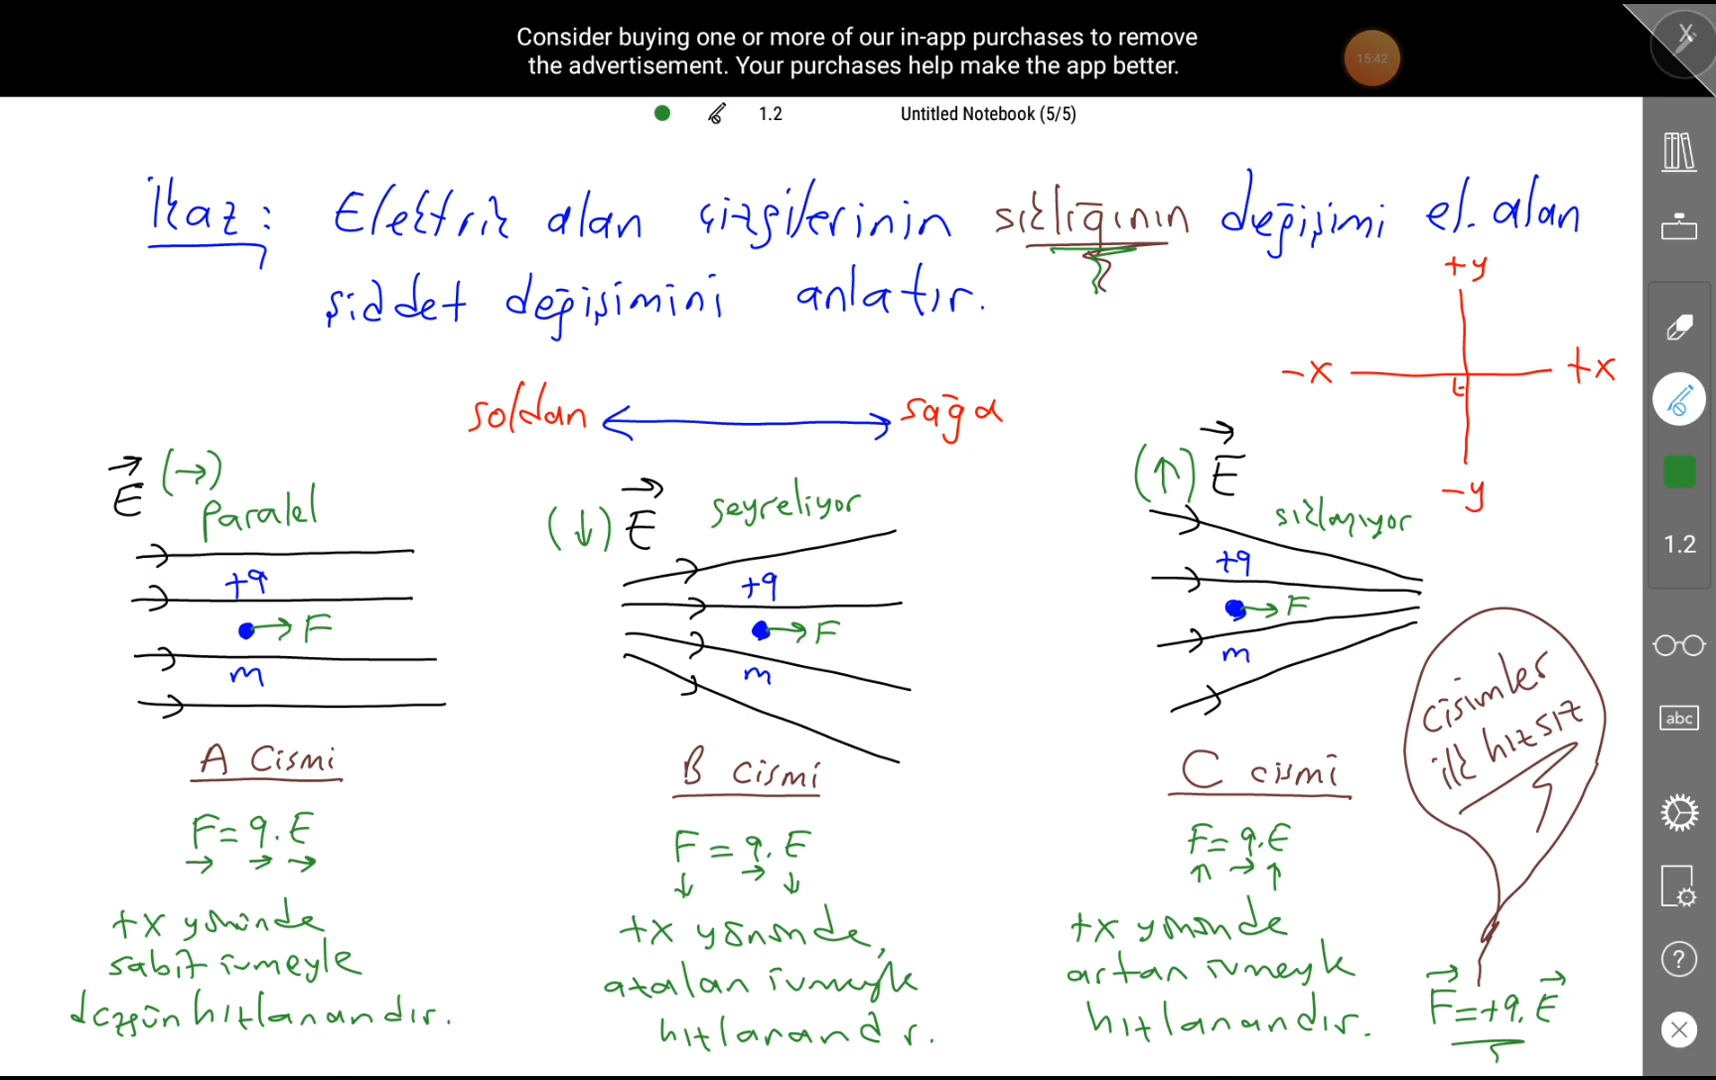 Consider buying one or more of our in-app purchases to remove
the advertisement. Your purchases help make the app better.
15:42
X
1.2 Untitled Notebook (5/5)
İkaz: Elektrik alan çizgilerinin sıklığının değişimi el. alan
şiddet değişimini anlatır.
+y
-x +x
-y
soldan sağa
E (→)
paralel
+q
F
m
A Cismi
F = q.E
+x yönünde
sabit ivmeyle
düzgün hızlanandır.
(↓) E
seyreliyor
+q
F
m
B Cismi
F = q.E
+x yönünde,
azalan ivmeyle
hızlanandır.
(↑) E
sıklaşıyor
+q
F
m
C cismi
F = q.E
+x yönünde
artan ivmeyle
hızlanandır.
cisimler
ilk hızsız
F = +q.E
1.2
abc
?